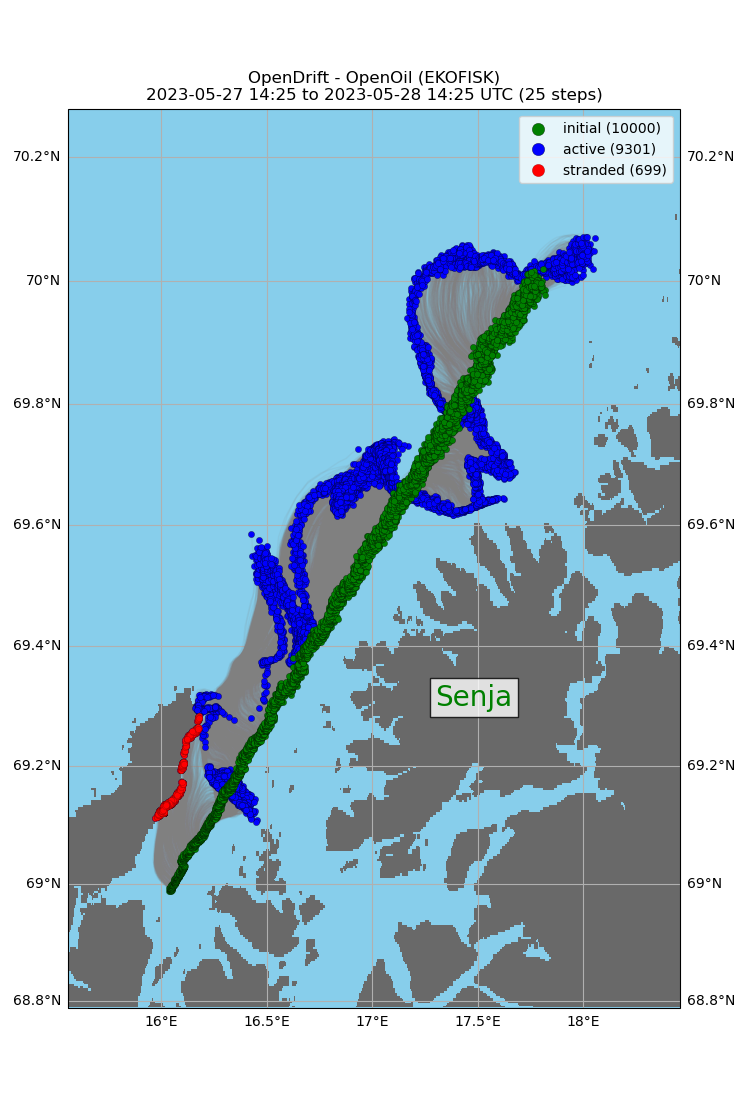 OpenDrift - OpenOil (EKOFISK)
2023-05-27 14:25 to 2023-05-28 14:25 UTC (25 steps)
initial (10000)
active (9301)
stranded (699)
70.2°N 70.2°N
70°N 70°N
69.8°N 69.8°N
69.6°N 69.6°N
69.4°N 69.4°N
Senja
69.2°N 69.2°N
69°N 69°N
68.8°N 68.8°N
16°E 16.5°E 17°E 17.5°E 18°E